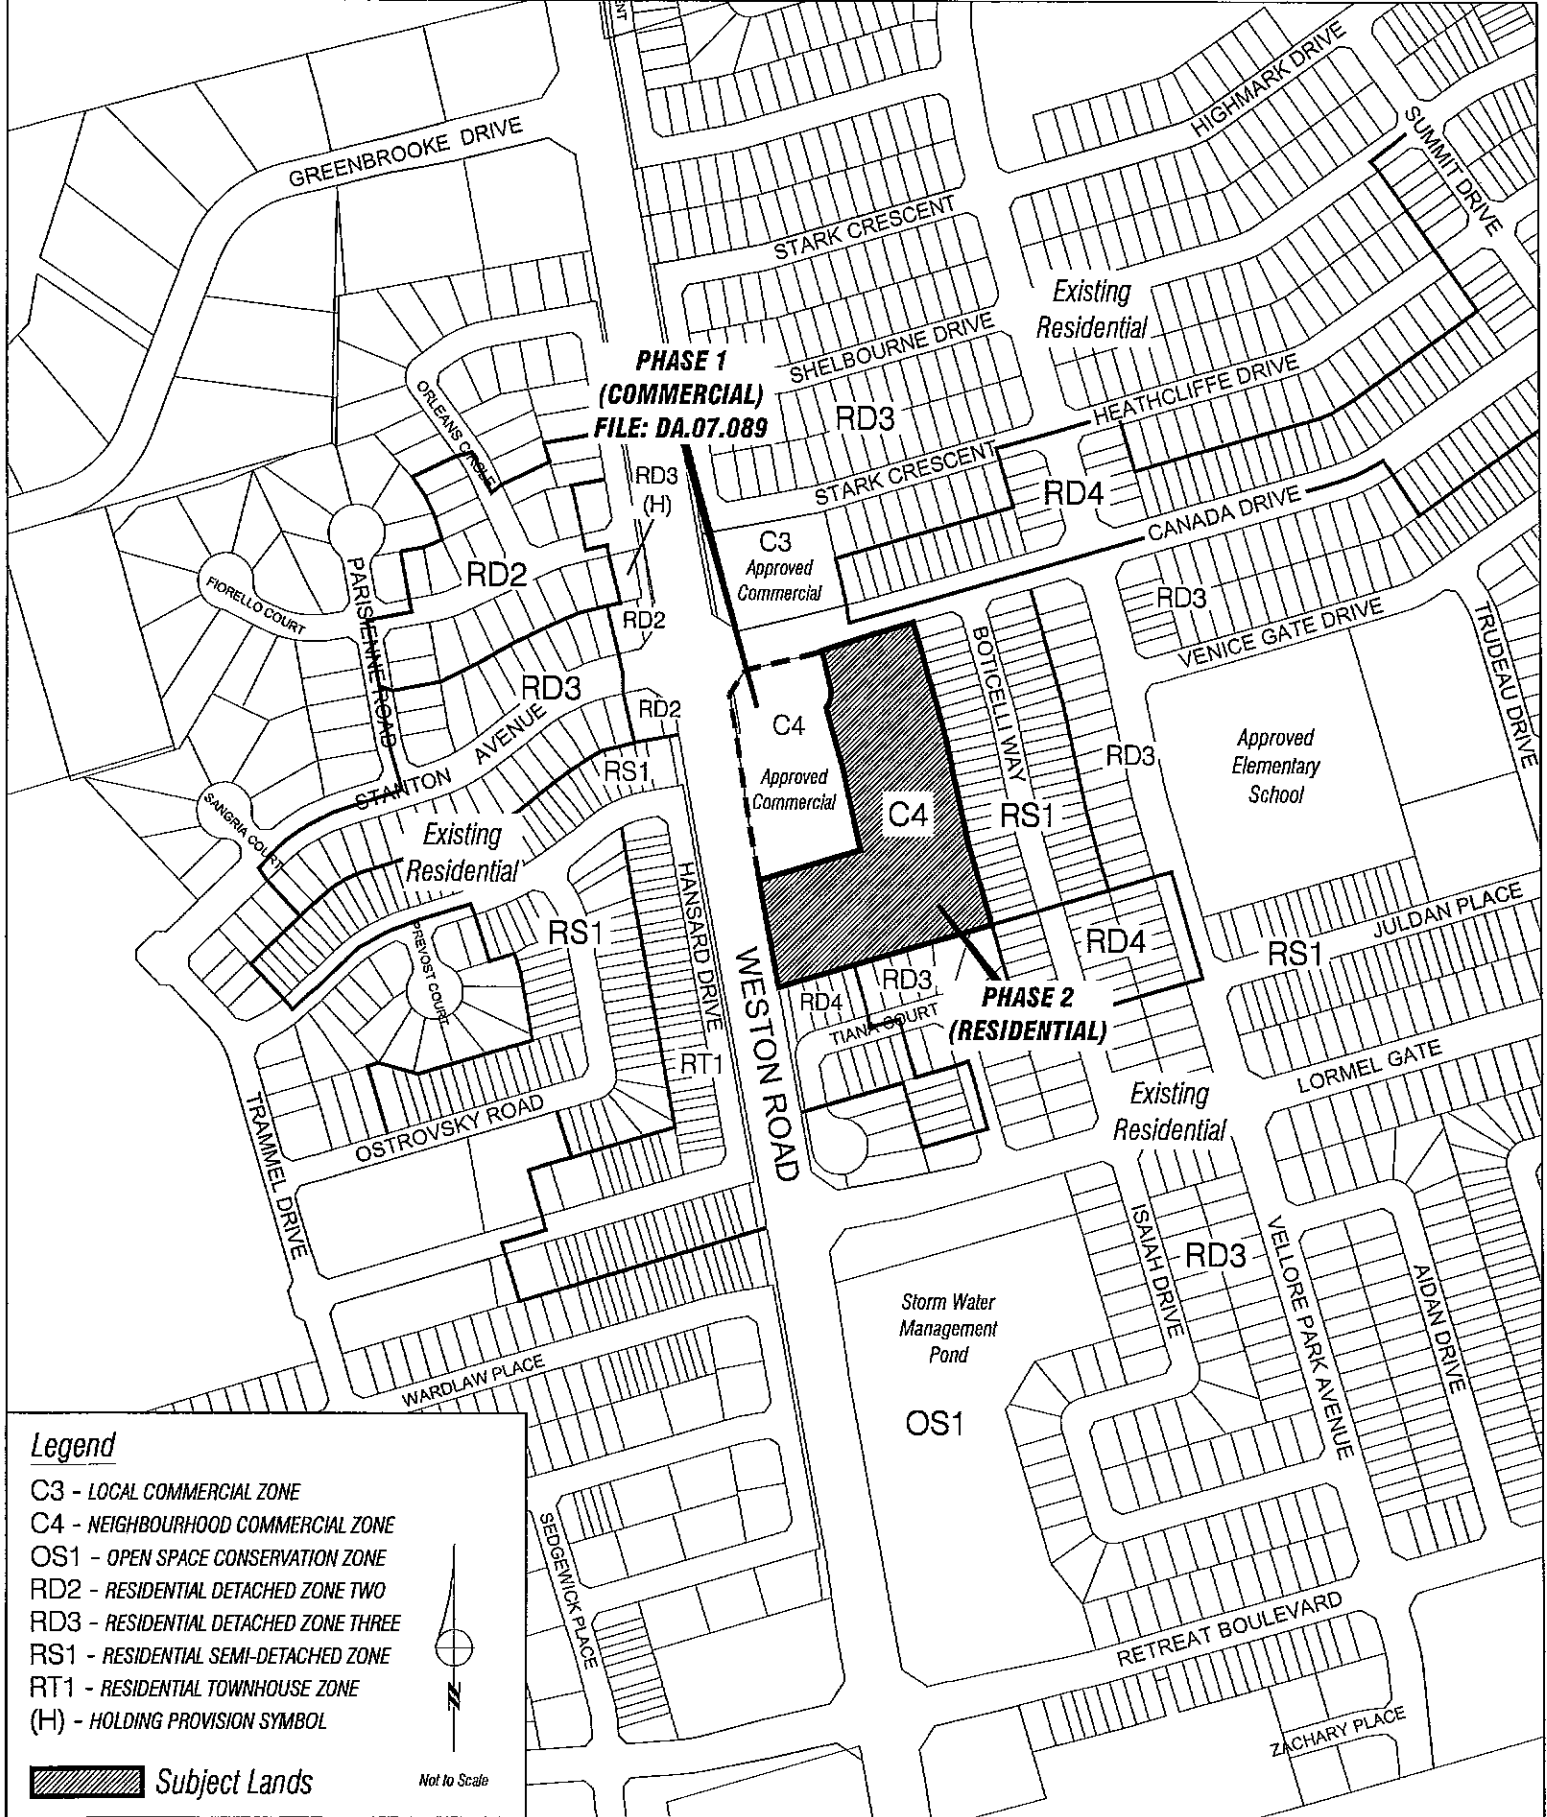 GREENBROOKE DRIVE
HIGHMARK DRIVE
SUMMIT DRIVE
STARK CRESCENT
Existing
Residential
SHELBOURNE DRIVE
PHASE 1
(COMMERCIAL)
FILE: DA.07.089
ORLEANS CIRCLE
RD3
HEATHCLIFFE DRIVE
STARK CRESCENT
RD3
(H)
RD4
CANADA DRIVE
C3
Approved
Commercial
PARISIENNE ROAD
RD2
FIORELLO COURT
RD2
RD3
VENICE GATE DRIVE
TRUDEAU DRIVE
BOTICELLI WAY
RD3
STANTON AVENUE
RD2
C4
Approved
Commercial
RD3
Approved
Elementary
School
RS1
SANGRIA COURT
Existing
Residential
C4
RS1
HANSARD DRIVE
RS1
PREVOST COURT
WESTON ROAD
RD4
RS1
JULDAN PLACE
RD4
RD3
TIANA COURT
PHASE 2
(RESIDENTIAL)
RT1
LORMEL GATE
OSTROVSKY ROAD
TRAMMEL DRIVE
Existing
Residential
ISAIAH DRIVE
RD3
VELLORE PARK AVENUE
AIDAN DRIVE
Storm Water
Management
Pond
OS1
WARDLAW PLACE
SEDGEWICK PLACE
RETREAT BOULEVARD
ZACHARY PLACE
Legend
C3 - LOCAL COMMERCIAL ZONE
C4 - NEIGHBOURHOOD COMMERCIAL ZONE
OS1 - OPEN SPACE CONSERVATION ZONE
RD2 - RESIDENTIAL DETACHED ZONE TWO
RD3 - RESIDENTIAL DETACHED ZONE THREE
RS1 - RESIDENTIAL SEMI-DETACHED ZONE
RT1 - RESIDENTIAL TOWNHOUSE ZONE
(H) - HOLDING PROVISION SYMBOL
N
Subject Lands
Not to Scale